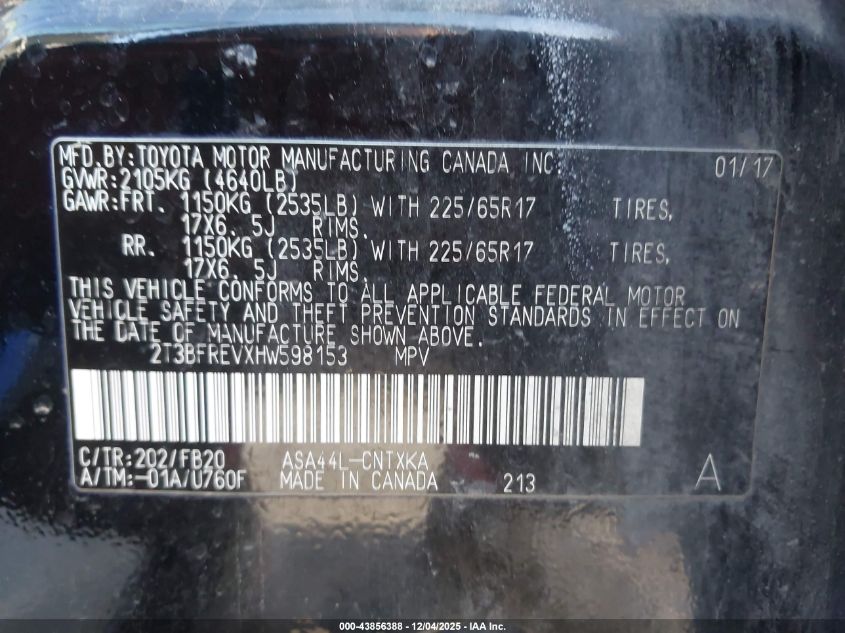 MFD.BY:TOYOTA MOTOR MANUFACTURING CANADA INC. 01/17
GVWR:2105KG (4640LB)
GAWR:FRT. 1150KG (2535LB) WITH 225/65R17 TIRES,
17X6.5J RIMS.
RR. 1150KG (2535LB) WITH 225/65R17 TIRES,
17X6.5J RIMS.
THIS VEHICLE CONFORMS TO ALL APPLICABLE FEDERAL MOTOR
VEHICLE SAFETY AND THEFT PREVENTION STANDARDS IN EFFECT ON
THE DATE OF MANUFACTURE SHOWN ABOVE.
2T3BFREVXHW598153 MPV
C/TR:202/FB20 ASA44L-CNTXKA
A/TM:-01A/U760F MADE IN CANADA 213 A
000-43856388 - 12/04/2025 - IAA Inc.